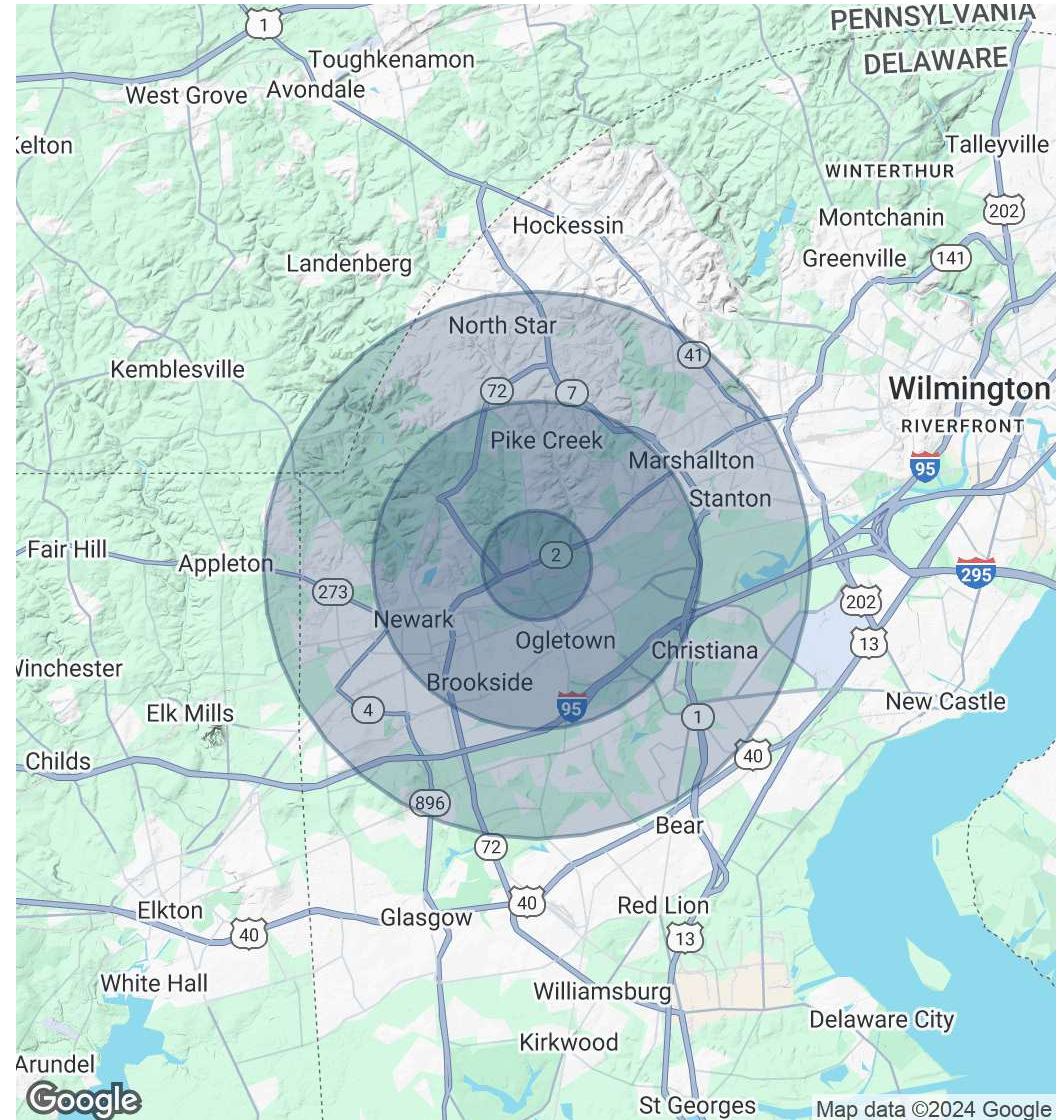 PENNSYLVANIA
1
DELAWARE
Toughkenamon
West Grove
Avondale
Kelton
Talleyville
WINTERTHUR
202
Montchanin
Hockessin
Greenville
141
Landenberg
North Star
41
Kemblesville
72
7
Wilmington
RIVERFRONT
Pike Creek
Marshallton
95
Stanton
Fair Hill
2
Appleton
295
273
202
Newark
Ogletown
13
Christiana
Winchester
Brookside
New Castle
Elk Mills
4
95
1
Childs
40
896
Bear
72
Elkton
40
Red Lion
Glasgow
40
13
White Hall
Williamsburg
Delaware City
Kirkwood
Arundel
Google
St Georges
Map data ©2024 Google